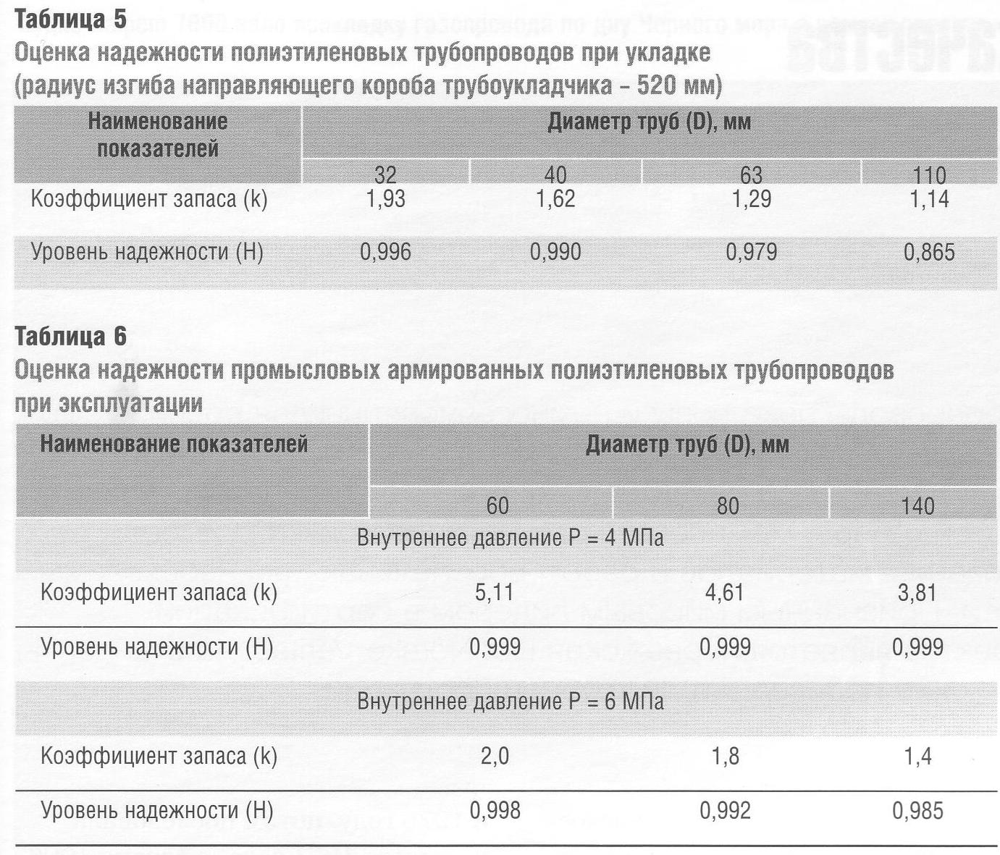 Таблица 5
Оценка надежности полиэтиленовых трубопроводов при укладке
(радиус изгиба направляющего короба трубоукладчика – 520 мм)
Наименование показателей Диаметр труб (D), мм
32 40 63 110
Коэффициент запаса (k) 1,93 1,62 1,29 1,14
Уровень надежности (Н) 0,996 0,990 0,979 0,865
Таблица 6
Оценка надежности промысловых армированных полиэтиленовых трубопроводов
при эксплуатации
Наименование показателей Диаметр труб (D), мм
60 80 140
Внутреннее давление P = 4 МПа
Коэффициент запаса (k) 5,11 4,61 3,81
Уровень надежности (Н) 0,999 0,999 0,999
Внутреннее давление P = 6 МПа
Коэффициент запаса (k) 2,0 1,8 1,4
Уровень надежности (Н) 0,998 0,992 0,985